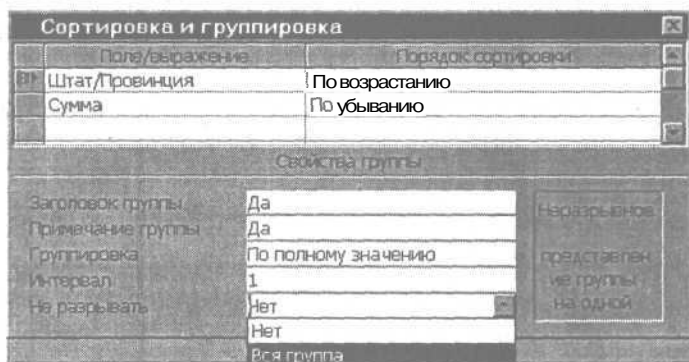 Сортировка и группировка
Поле/выражение Порядок сортировки
Штат/Провинция По возрастанию
Сумма По убыванию
Свойства группы
Заголовок группы Да
Примечание группы Да
Группировка По полному значению
Интервал 1
Не разрывать Нет
Нет
Вся группа
Неразрывное
представлен
ие группы
на одной